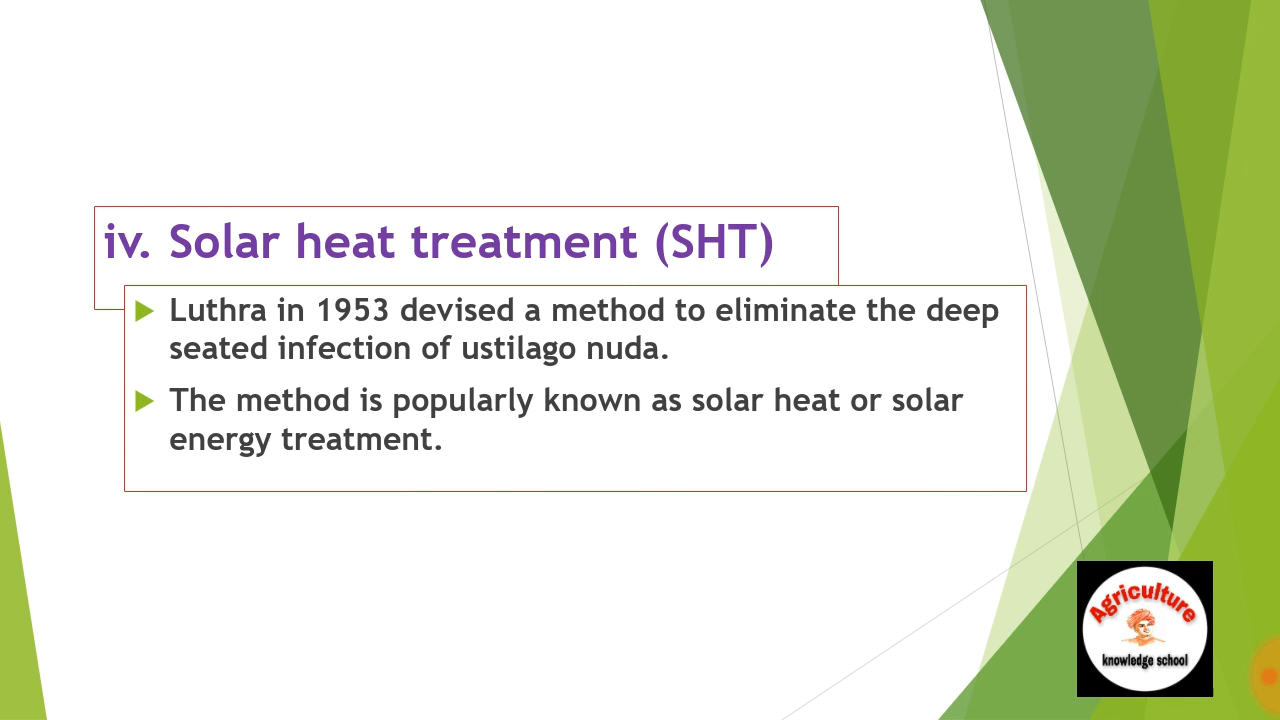 iv. Solar heat treatment (SHT)
Luthra in 1953 devised a method to eliminate the deep
seated infection of ustilago nuda.
The method is popularly known as solar heat or solar
energy treatment.
Agriculture
knowledge school